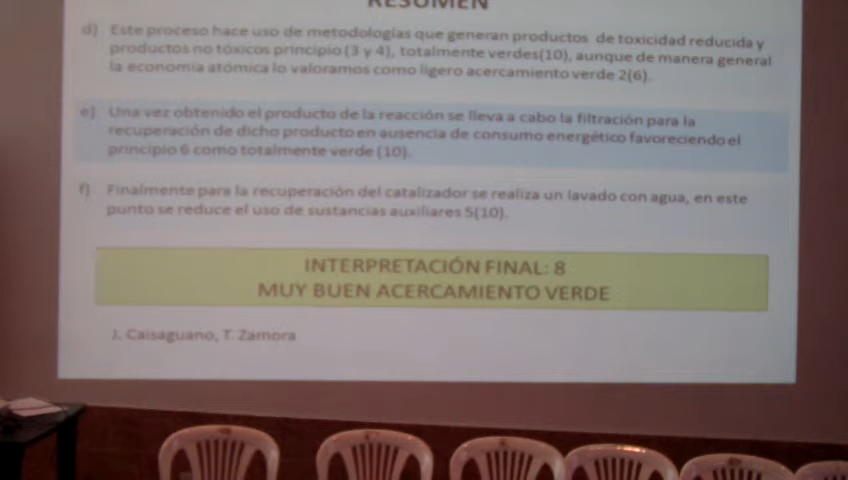 RESUMEN
d) Este proceso hace uso de metodologías que generan productos de toxicidad reducida y
productos no tóxicos principio (3 y 4), totalmente verdes(10), aunque de manera general
la economía atómica lo valoramos como ligero acercamiento verde 2(6).
e) Una vez obtenido el producto de la reacción se lleva a cabo la filtración para la
recuperación de dicho producto en ausencia de consumo energético favoreciendo el
principio 6 como totalmente verde (10).
f) Finalmente para la recuperación del catalizador se realiza un lavado con agua, en este
punto se reduce el uso de sustancias auxiliares 5(10).
INTERPRETACIÓN FINAL: 8
MUY BUEN ACERCAMIENTO VERDE
J. Caisaguano, T. Zamora